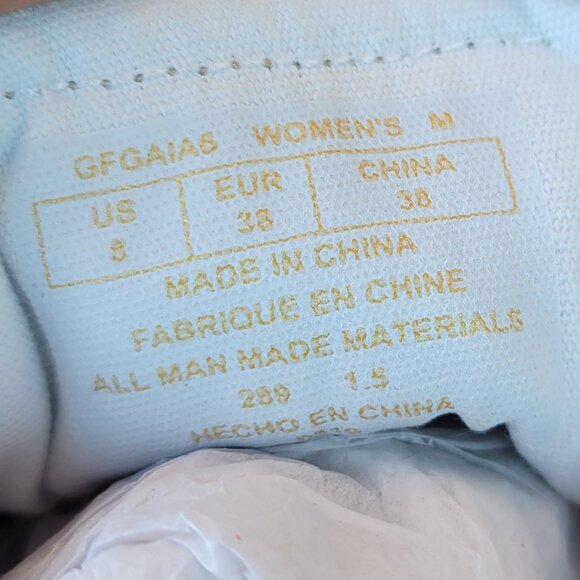 GFGAIA6 WOMEN'S M
US EUR CHINA
8 38 38
MADE IN CHINA
FABRIQUE EN CHINE
ALL MAN MADE MATERIALS
289 1.5
HECHO EN CHINA